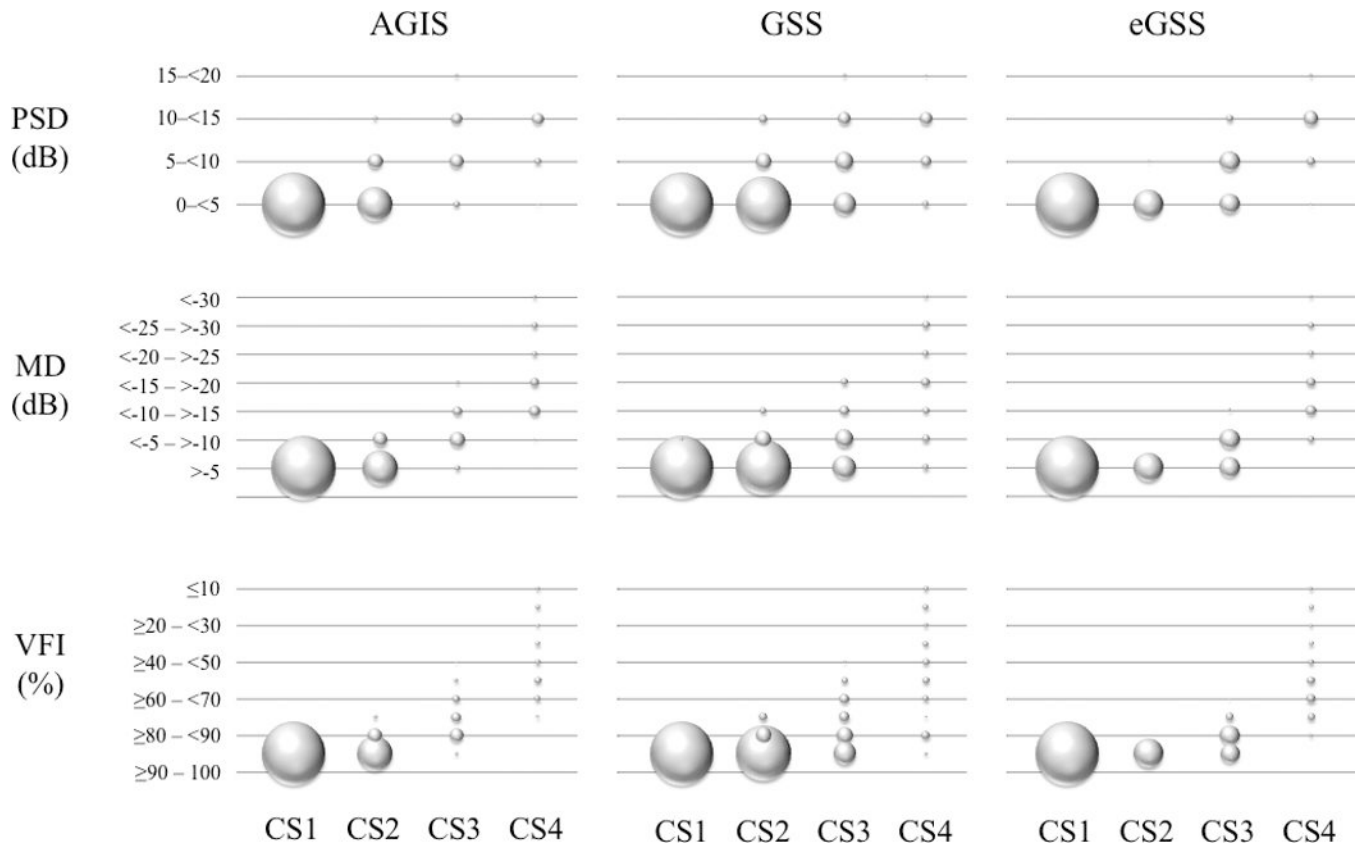 AGIS GSS eGSS
PSD
(dB)
15–<20
10–<15
5–<10
0–<5
MD
(dB)
<-30
<-25 – >-30
<-20 – >-25
<-15 – >-20
<-10 – >-15
<-5 – >-10
>-5
VFI
(%)
≤10
≥20 – <30
≥40 – <50
≥60 – <70
≥80 – <90
≥90 – 100
CS1 CS2 CS3 CS4 CS1 CS2 CS3 CS4 CS1 CS2 CS3 CS4